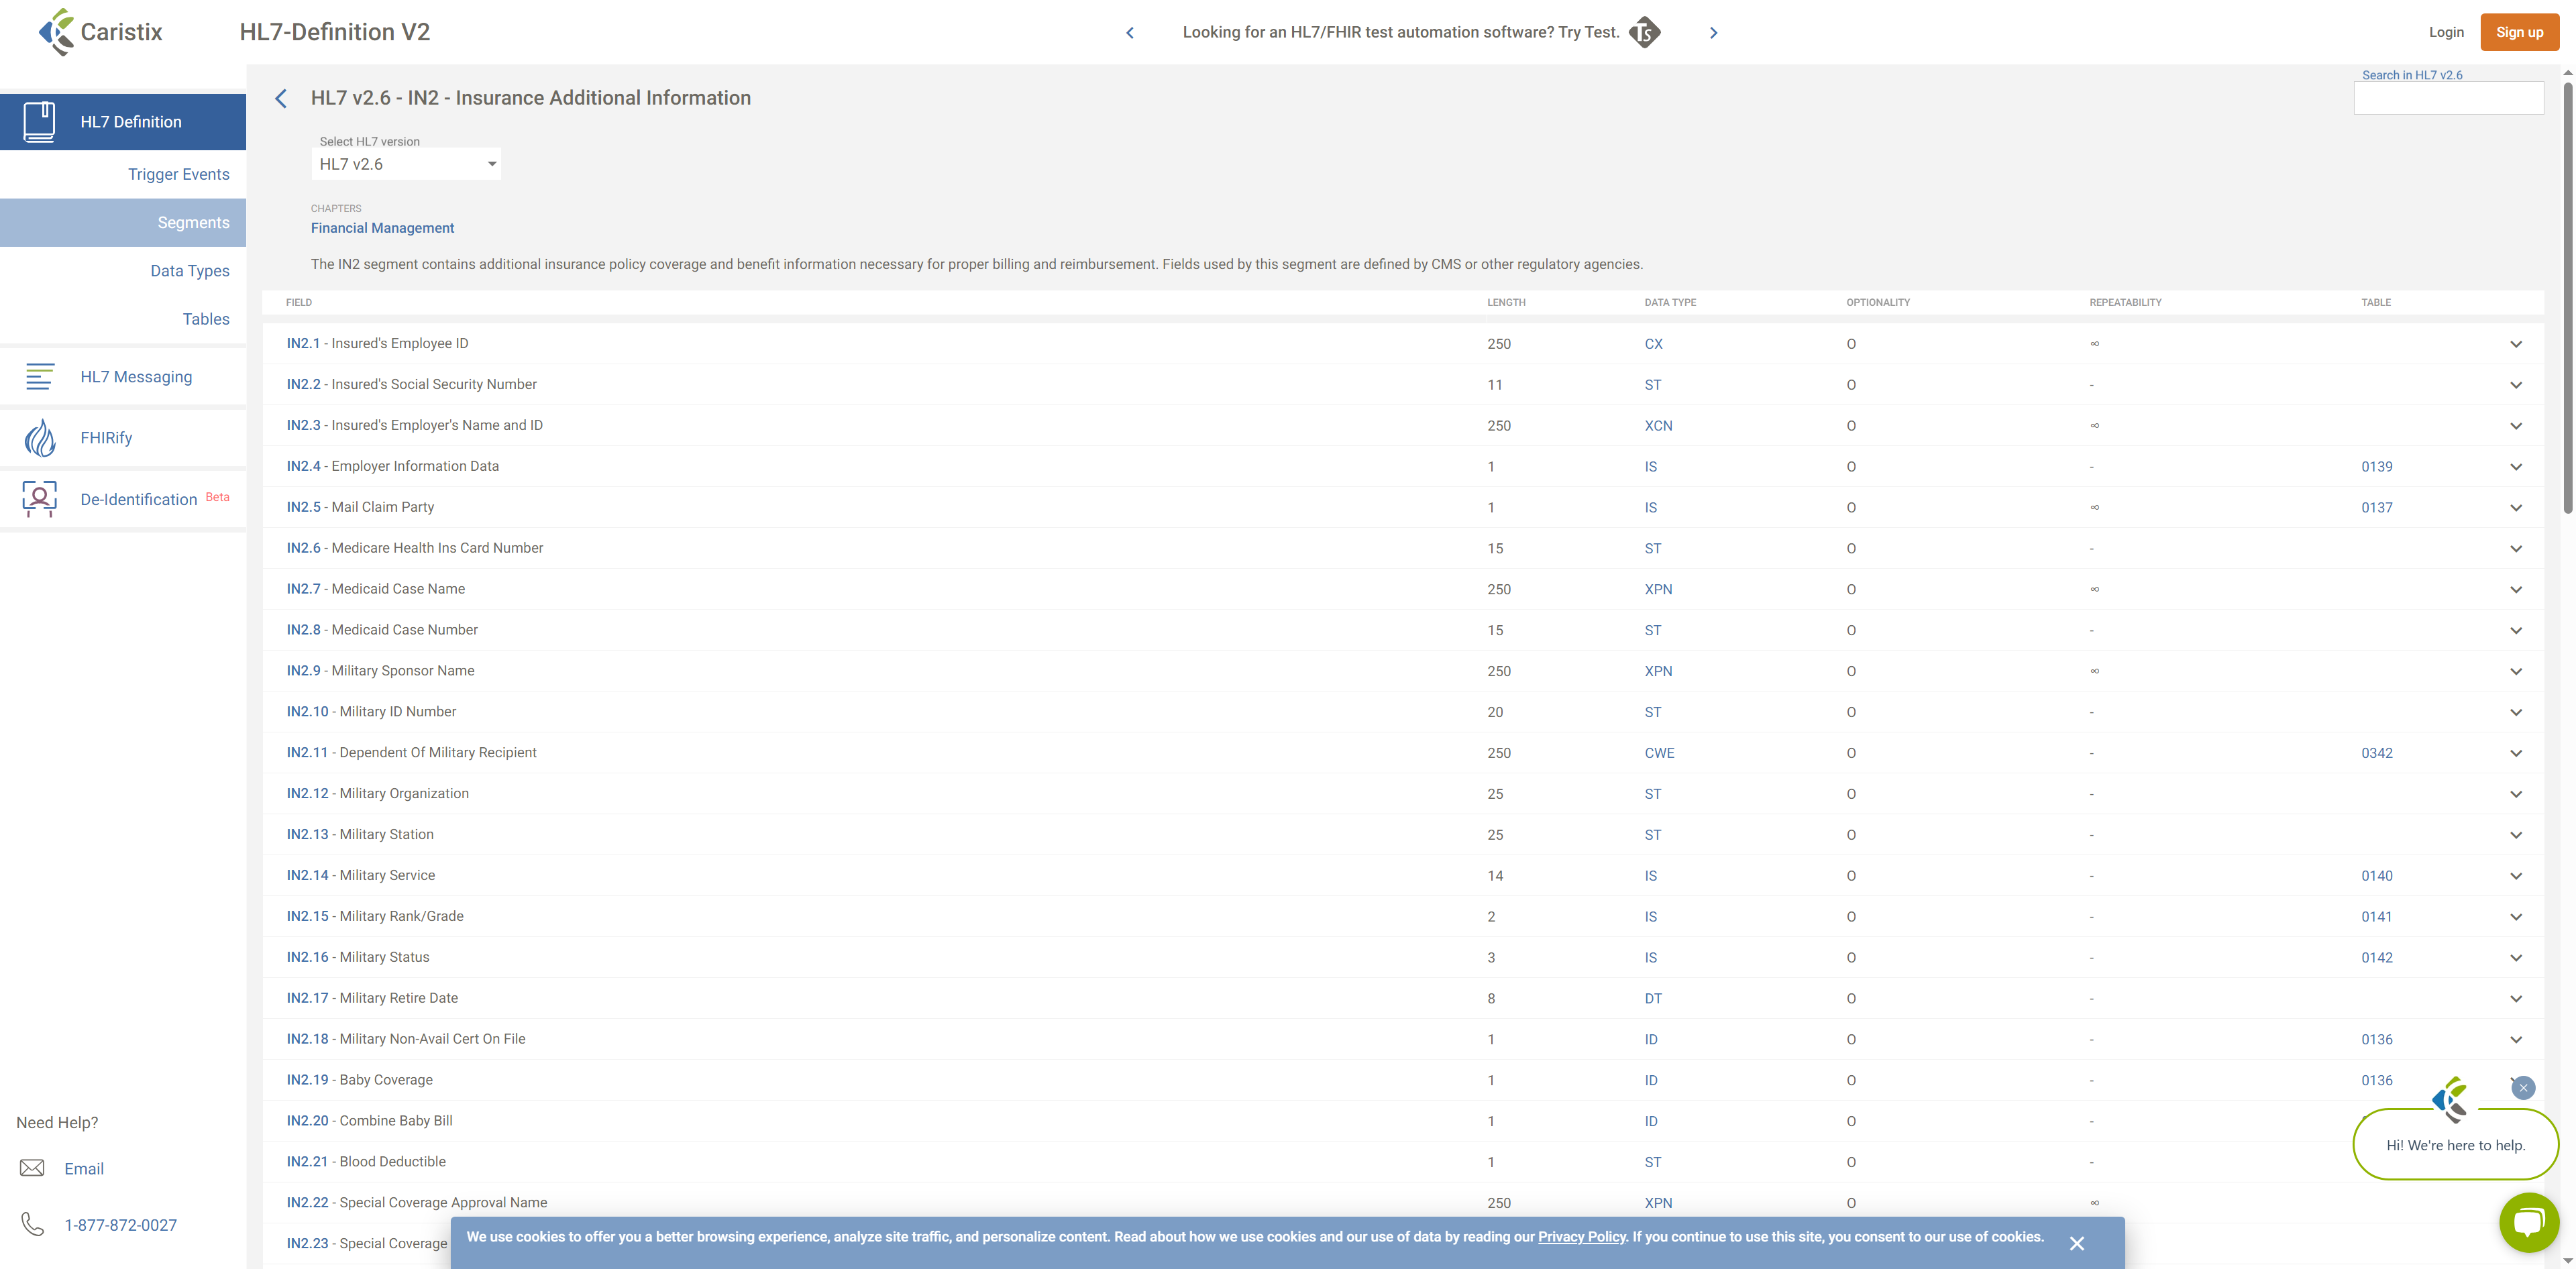 Caristix
HL7-Definition V2
Looking for an HL7/FHIR test automation software? Try Test.
Ts
Login
Sign up
HL7 Definition
Trigger Events
Segments
Data Types
Tables
HL7 Messaging
FHIRify
De-Identification Beta
Need Help?
Email
1-877-872-0027
HL7 v2.6 - IN2 - Insurance Additional Information
Search in HL7 v2.6
Select HL7 version
HL7 v2.6
CHAPTERS
Financial Management
The IN2 segment contains additional insurance policy coverage and benefit information necessary for proper billing and reimbursement. Fields used by this segment are defined by CMS or other regulatory agencies.
FIELD LENGTH DATA TYPE OPTIONALITY REPEATABILITY TABLE
IN2.1 - Insured's Employee ID 250 CX O ∞
IN2.2 - Insured's Social Security Number 11 ST O -
IN2.3 - Insured's Employer's Name and ID 250 XCN O ∞
IN2.4 - Employer Information Data 1 IS O - 0139
IN2.5 - Mail Claim Party 1 IS O ∞ 0137
IN2.6 - Medicare Health Ins Card Number 15 ST O -
IN2.7 - Medicaid Case Name 250 XPN O ∞
IN2.8 - Medicaid Case Number 15 ST O -
IN2.9 - Military Sponsor Name 250 XPN O ∞
IN2.10 - Military ID Number 20 ST O -
IN2.11 - Dependent Of Military Recipient 250 CWE O - 0342
IN2.12 - Military Organization 25 ST O -
IN2.13 - Military Station 25 ST O -
IN2.14 - Military Service 14 IS O - 0140
IN2.15 - Military Rank/Grade 2 IS O - 0141
IN2.16 - Military Status 3 IS O - 0142
IN2.17 - Military Retire Date 8 DT O -
IN2.18 - Military Non-Avail Cert On File 1 ID O - 0136
IN2.19 - Baby Coverage 1 ID O - 0136
IN2.20 - Combine Baby Bill 1 ID O -
IN2.21 - Blood Deductible 1 ST O -
IN2.22 - Special Coverage Approval Name 250 XPN O ∞
IN2.23 - Special Coverage
Hi! We're here to help.
We use cookies to offer you a better browsing experience, analyze site traffic, and personalize content. Read about how we use cookies and our use of data by reading our Privacy Policy. If you continue to use this site, you consent to our use of cookies.